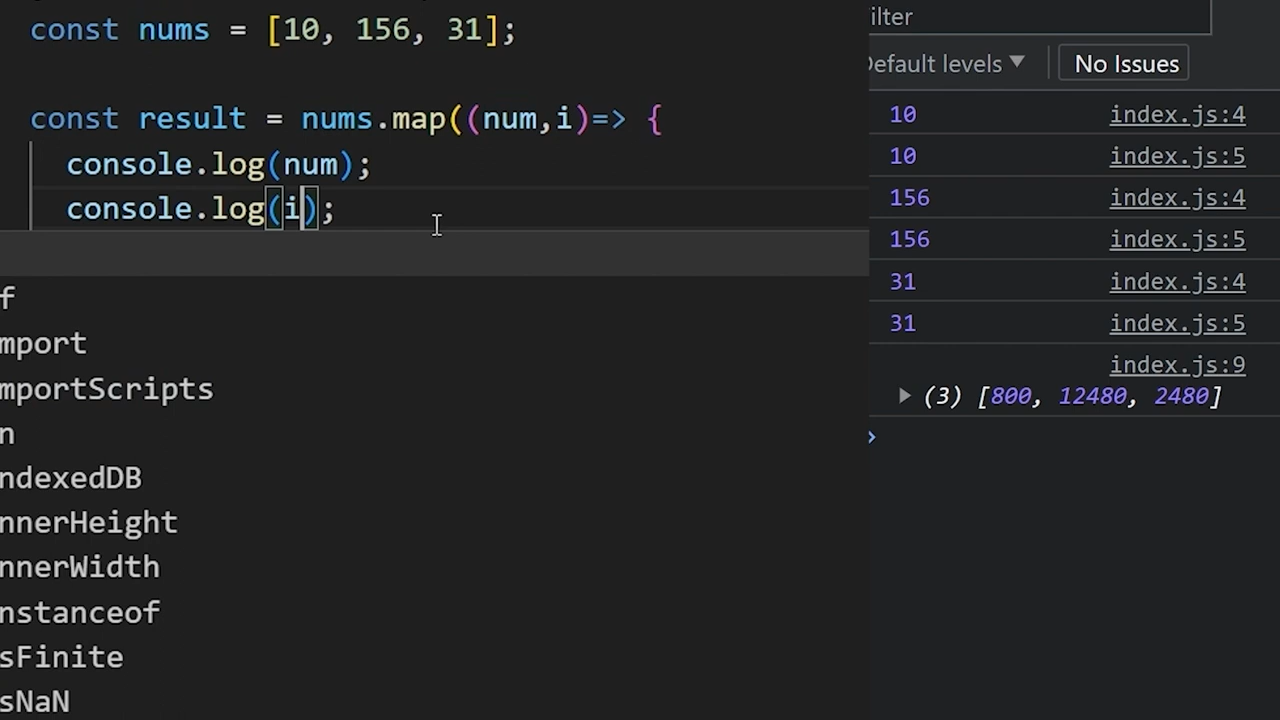 const nums = [10, 156, 31];
const result = nums.map((num,i)=> {
console.log(num);
console.log(i);
f
mport
mportScripts
n
ndexedDB
nnerHeight
nnerWidth
nstanceof
sFinite
sNaN
ilter
Default levels ▼ No Issues
10 index.js:4
10 index.js:5
156 index.js:4
156 index.js:5
31 index.js:4
31 index.js:5
index.js:9
▶ (3) [800, 12480, 2480]
›